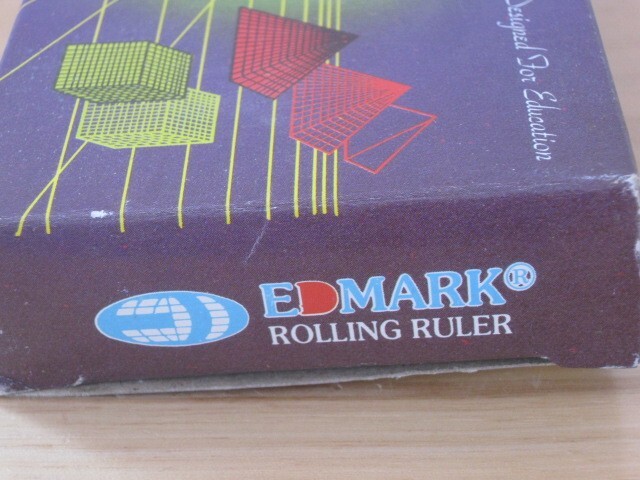 Designed For Education
EDMARK®
ROLLING RULER